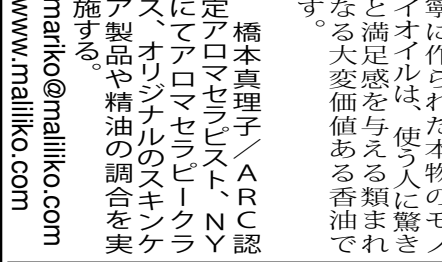 寧に作られた本物のモノ
イオイルは、使う人に驚き
と満足感を与える類まれ
なる大変価値ある香油で
す。
橋本真理子／ARC認
定アロマセラピスト、NY
にてアロマセラピークラ
ス、オリジナルのスキンケ
ア製品や精油の調合を実
施する。
mariko@maliliko.com
www.maliliko.com